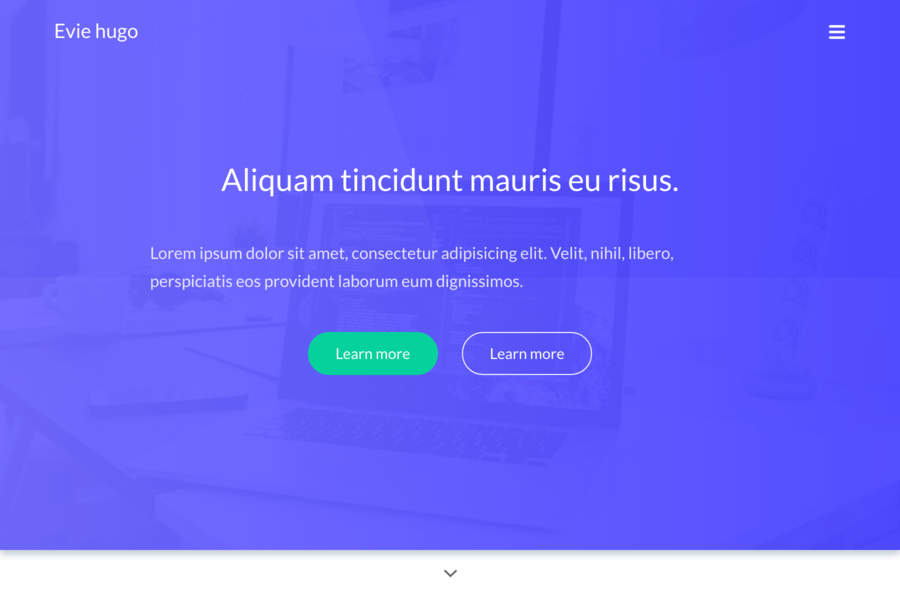 Evie hugo
Aliquam tincidunt mauris eu risus.
Lorem ipsum dolor sit amet, consectetur adipisicing elit. Velit, nihil, libero,
perspiciatis eos provident laborum eum dignissimos.
Learn more
Learn more